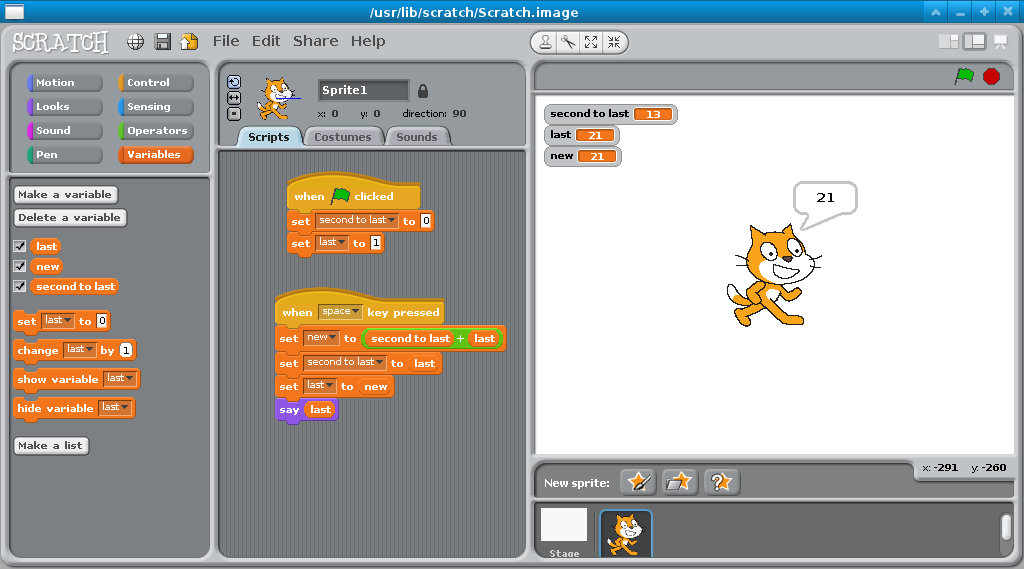 /usr/lib/scratch/Scratch.image
SCRATCH File Edit Share Help
Motion Control
Looks Sensing
Sound Operators
Pen Variables
Make a variable
Delete a variable
last
new
second to last
set last to 0
change last by 1
show variable last
hide variable last
Make a list
Sprite1
x: 0 y: 0 direction: 90
Scripts Costumes Sounds
when clicked
set second to last to 0
set last to 1
when space key pressed
set new to second to last + last
set second to last to last
set last to new
say last
second to last 13
last 21
new 21
21
x: -291 y: -260
New sprite:
Stage